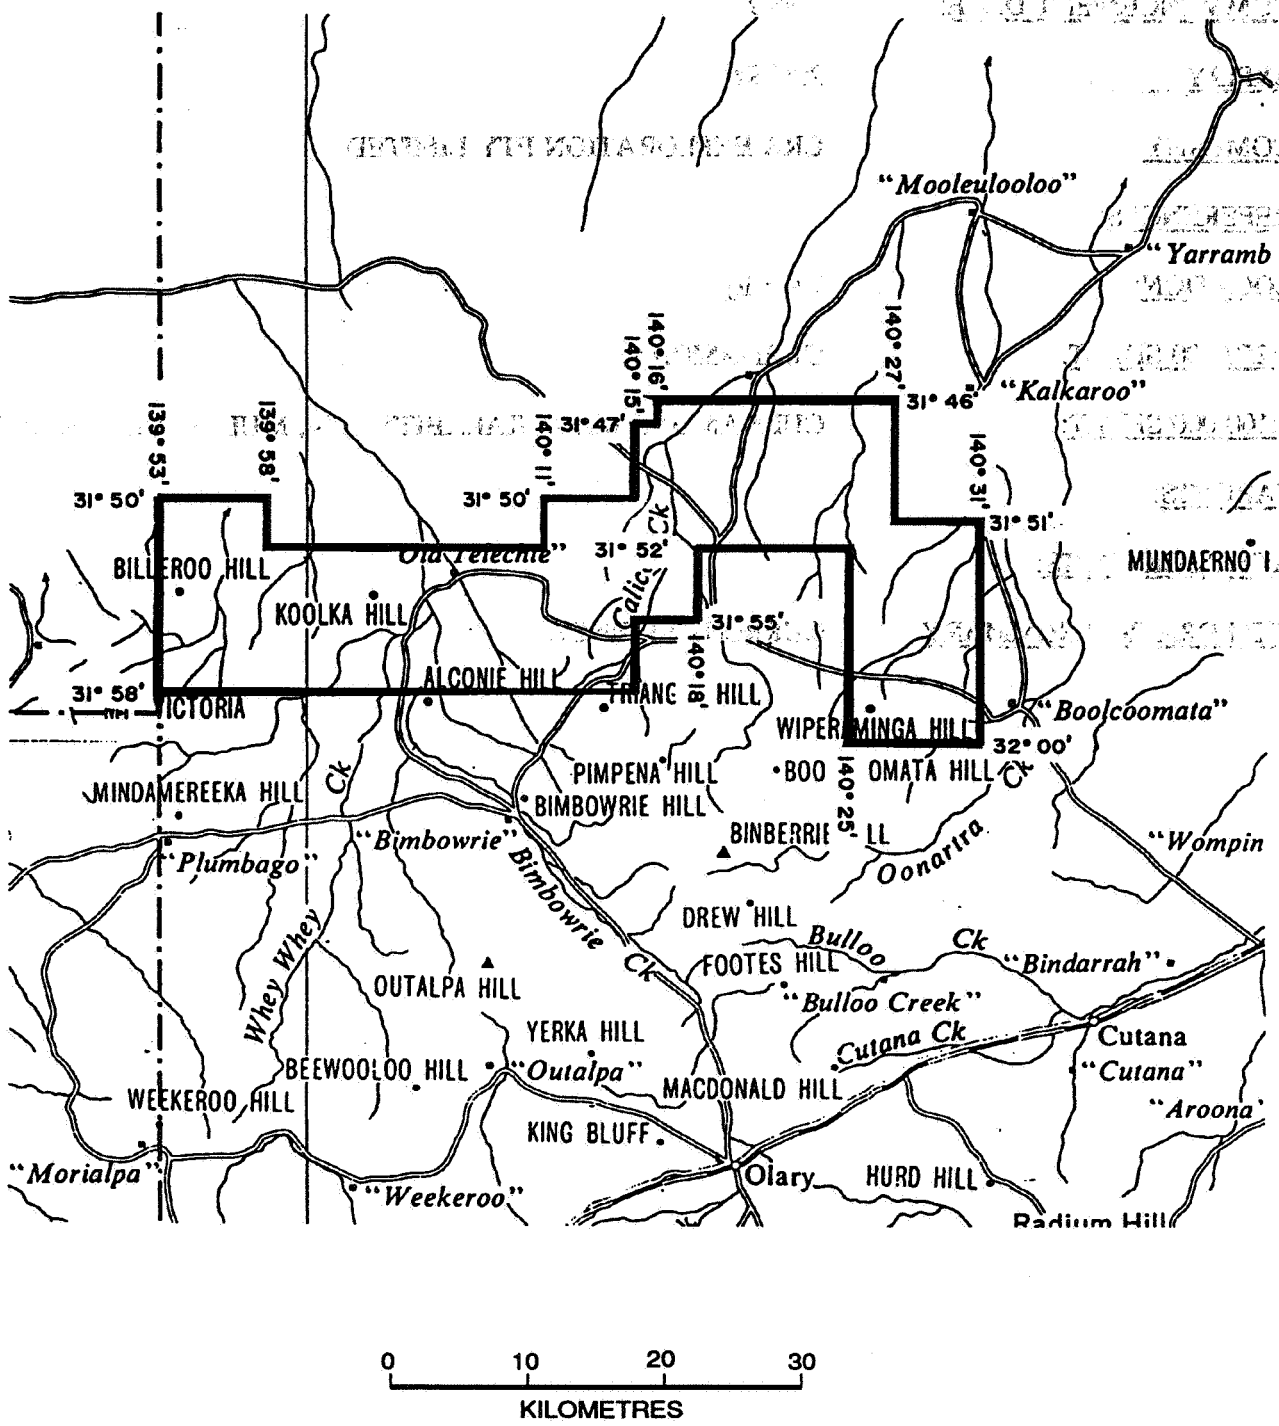 "Mooleulooloo"
"Yarramb
140° 16'
140° 15'
140° 27'
"Kalkaroo"
31° 46'
139° 53'
139° 58'
140° 11'
31° 47'
140° 31'
31° 50'
31° 50'
31° 51'
Ck
31° 52'
Old Telechie"
MUNDAERNO
BILLEROO HILL
KOOLKA HILL
31° 55'
140° 18'
ALCONIE HILL
31° 58'
HILL
VICTORIA
"Boolcoomata"
WIPERAMINGA HILL
32° 00'
PIMPENA HILL
BOO OMATA HILL
Ck
Ck
MINDAMEREEKA HILL
BIMBOWRIE HILL
140° 25'
"Bimbowrie"
BINBERRIE LL
"Wompin
"Plumbago"
Oonartra
Bimbowrie
Ck
DREW HILL
Whey Whey
Bulloo
Ck
FOOTES HILL
"Bindarrah"
OUTALPA HILL
"Bulloo Creek"
YERKA HILL
Cutana Ck
Cutana
BEEWOOLOO HILL
"Outalpa"
"Cutana"
MACDONALD HILL
WEEKEROO HILL
"Aroona'
KING BLUFF
"Morialpa"
Olary
HURD HILL
"Weekeroo"
Radium Hill
0 10 20 30
KILOMETRES